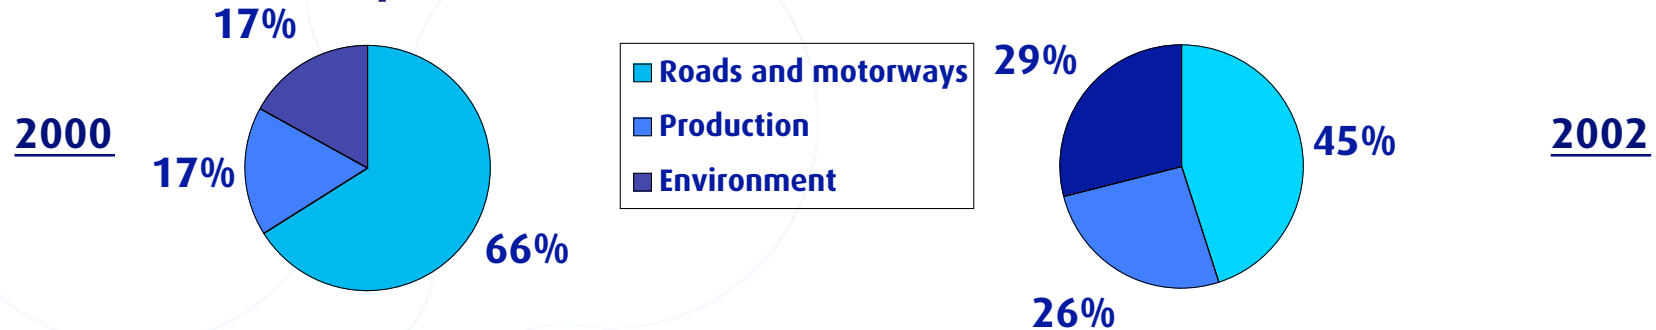 17%
2000
17%
66%
Roads and motorways
Production
Environment
29%
45%
26%
2002